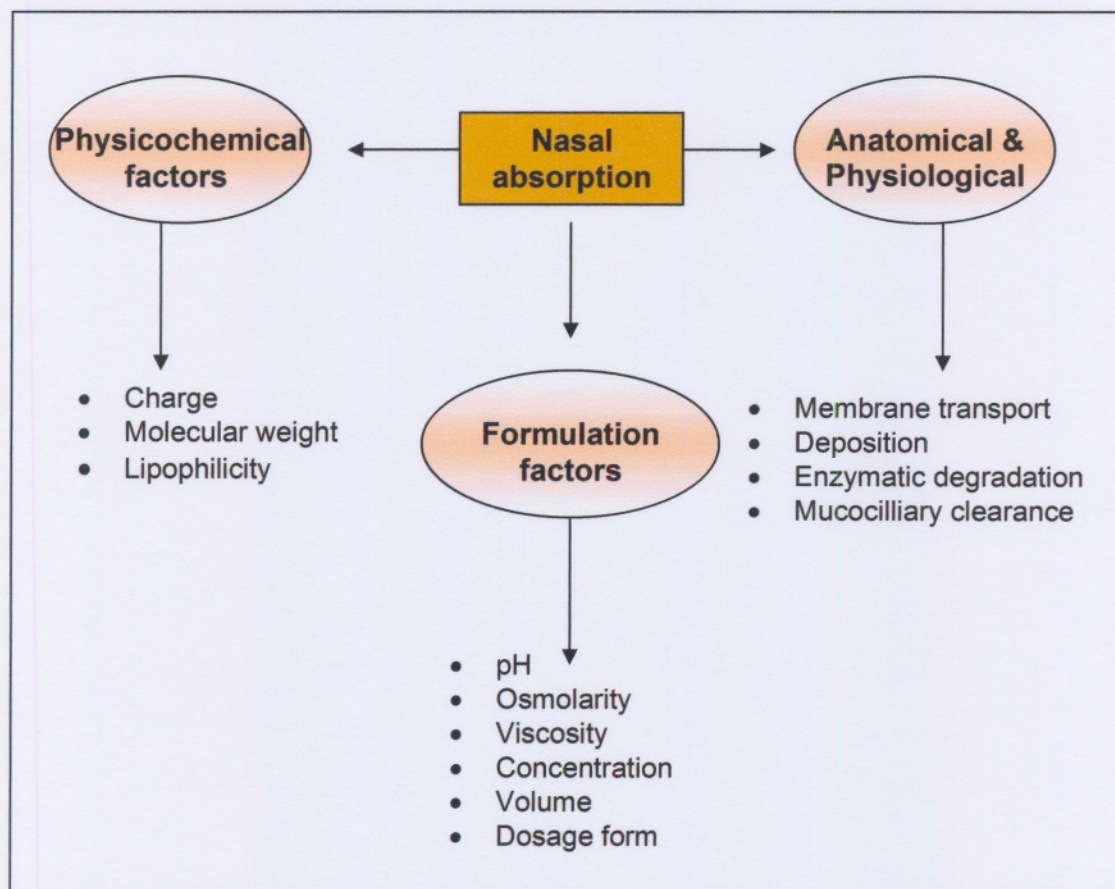 Physicochemical
factors
Nasal
absorption
Anatomical &
Physiological
• Charge
• Molecular weight
• Lipophilicity
Formulation
factors
• Membrane transport
• Deposition
• Enzymatic degradation
• Mucocilliary clearance
• pH
• Osmolarity
• Viscosity
• Concentration
• Volume
• Dosage form